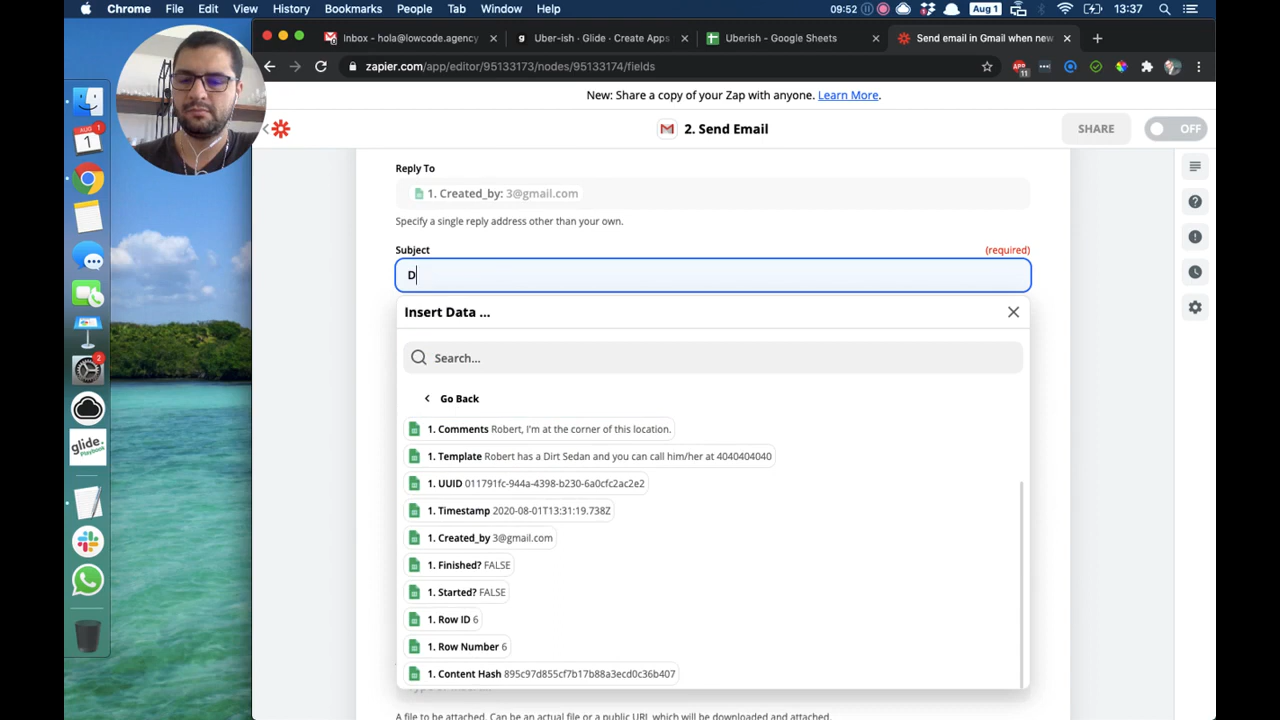 Chrome File Edit View History Bookmarks People Tab Window Help 09:52 Aug 1 13:37
Inbox - hola@lowcode.agency Uber-ish · Glide · Create Apps Uberish - Google Sheets Send email in Gmail when new
zapier.com/app/editor/95133173/nodes/95133174/fields
11
New: Share a copy of your Zap with anyone. Learn More.
2. Send Email SHARE OFF
AUG 1
1
2
glide.
Playbook
Reply To
1. Created_by: 3@gmail.com
Specify a single reply address other than your own.
Subject (required)
D
Insert Data ...
Search...
Go Back
1. Comments Robert, I'm at the corner of this location.
1. Template Robert has a Dirt Sedan and you can call him/her at 4040404040
1. UUID 011791fc-944a-4398-b230-6a0cfc2ac2e2
1. Timestamp 2020-08-01T13:31:19.738Z
1. Created_by 3@gmail.com
1. Finished? FALSE
1. Started? FALSE
1. Row ID 6
1. Row Number 6
1. Content Hash 895c97d855cf7b17b88a3ecd0c36b407
A file to be attached. Can be an actual file or a public URL which will be downloaded and attached.